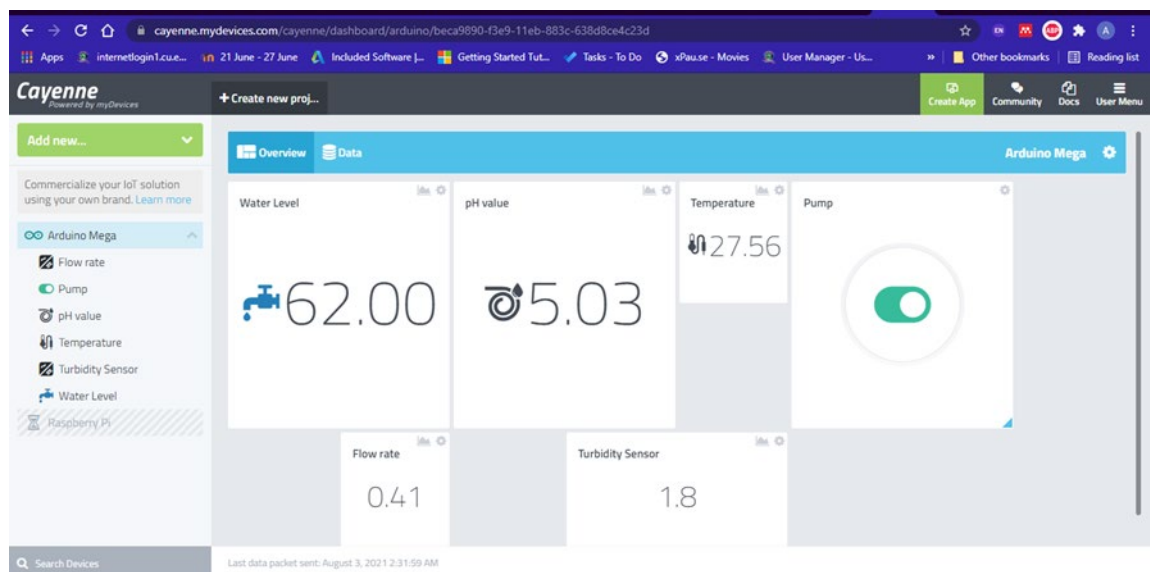 cayenne.mydevices.com/cayenne/dashboard/arduino/beca9890-f3e9-11eb-883c-638d8ce4c23d
Apps internetlogin1.cu.e... 21 June - 27 June Included Software |... Getting Started Tut... Tasks - To Do xPau.se - Movies User Manager - Us... » Other bookmarks Reading list
Cayenne
Powered by myDevices
+ Create new proj...
Create App Community Docs User Menu
Add new...
Overview Data Arduino Mega
Commercialize your IoT solution
using your own brand. Learn more
Arduino Mega
Flow rate
Pump
pH value
Temperature
Turbidity Sensor
Water Level
Raspberry Pi
Water Level
62.00
pH value
5.03
Temperature
27.56
Pump
Flow rate
0.41
Turbidity Sensor
1.8
Search Devices
Last data packet sent: August 3, 2021 2:31:59 AM